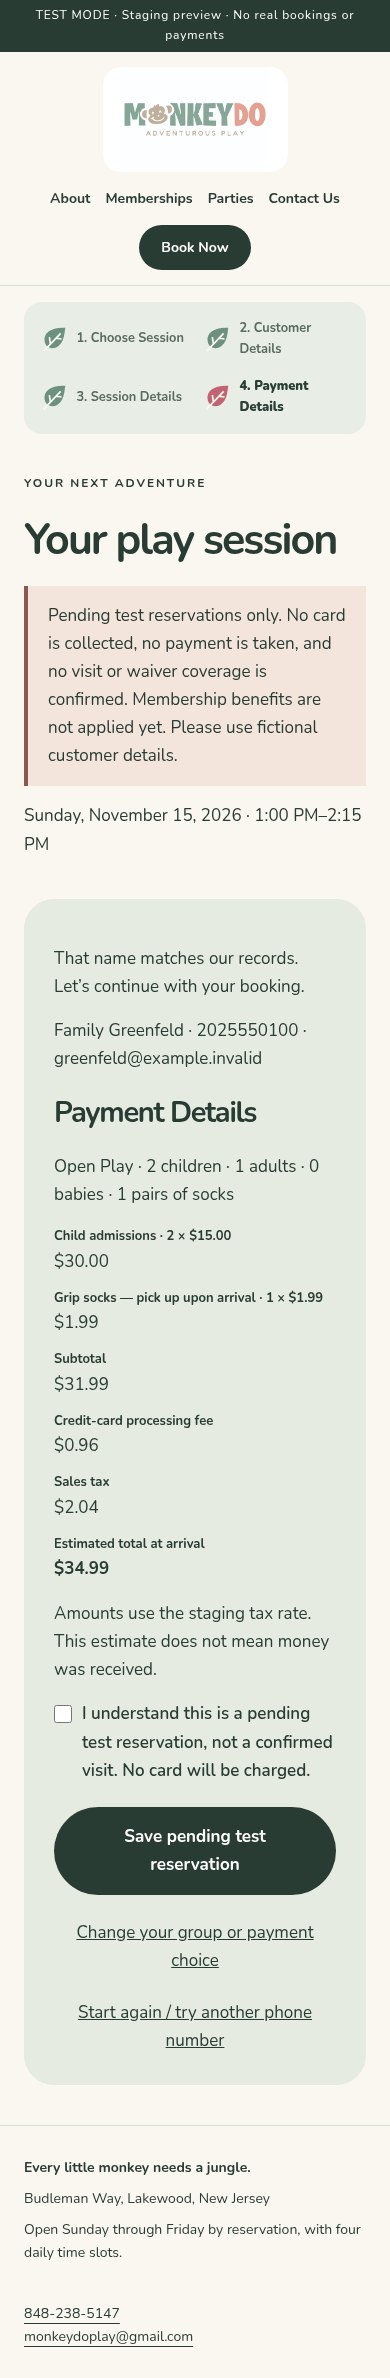 TEST MODE · Staging preview · No real bookings or
payments
MONKEYDO
ADVENTUROUS PLAY
About Memberships Parties Contact Us
Book Now
1. Choose Session
2. Customer
Details
3. Session Details
4. Payment
Details
YOUR NEXT ADVENTURE
Your play session
Pending test reservations only. No card
is collected, no payment is taken, and
no visit or waiver coverage is
confirmed. Membership benefits are
not applied yet. Please use fictional
customer details.
Sunday, November 15, 2026 · 1:00 PM–2:15
PM
That name matches our records.
Let’s continue with your booking.
Family Greenfeld · 2025550100 ·
greenfeld@example.invalid
Payment Details
Open Play · 2 children · 1 adults · 0
babies · 1 pairs of socks
Child admissions · 2 × $15.00
$30.00
Grip socks — pick up upon arrival · 1 × $1.99
$1.99
Subtotal
$31.99
Credit-card processing fee
$0.96
Sales tax
$2.04
Estimated total at arrival
$34.99
Amounts use the staging tax rate.
This estimate does not mean money
was received.
I understand this is a pending
test reservation, not a confirmed
visit. No card will be charged.
Save pending test
reservation
Change your group or payment
choice
Start again / try another phone
number
Every little monkey needs a jungle.
Budleman Way, Lakewood, New Jersey
Open Sunday through Friday by reservation, with four
daily time slots.
848-238-5147
monkeydoplay@gmail.com